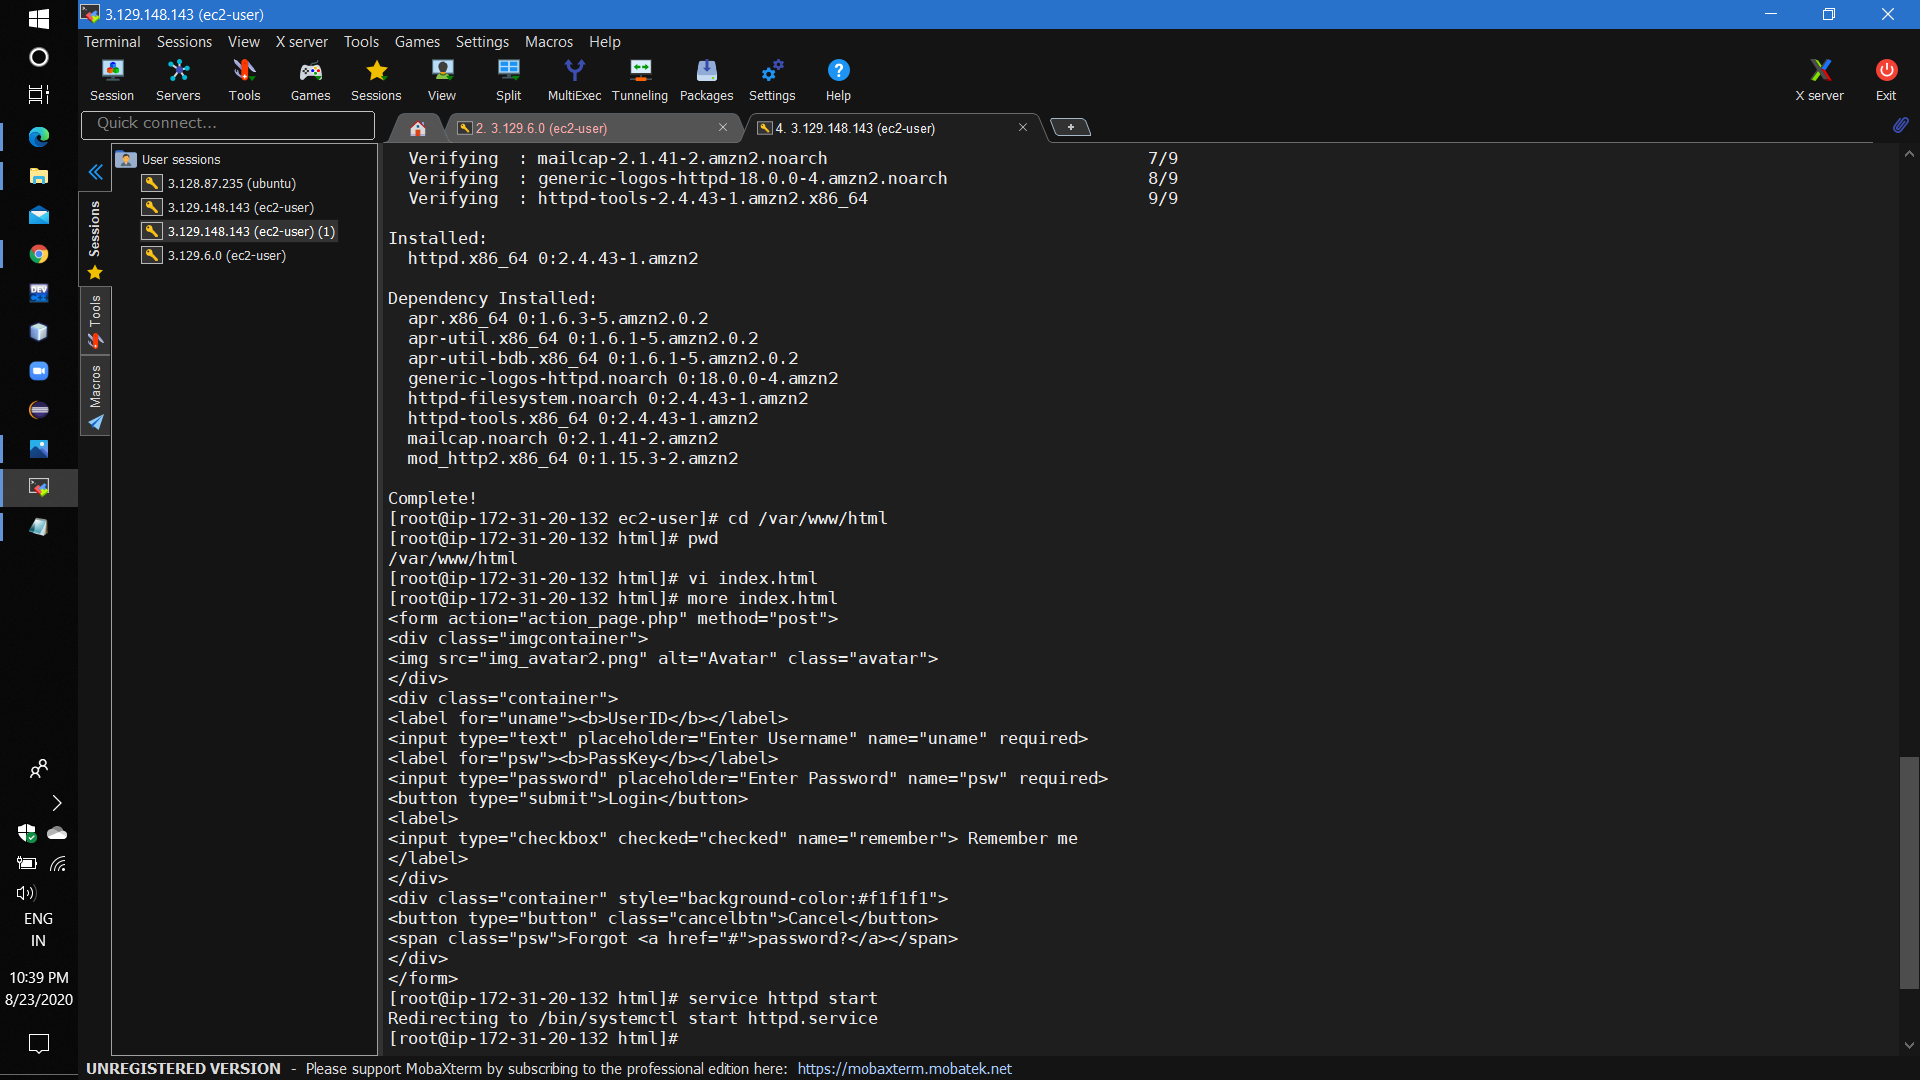 3.129.148.143 (ec2-user)
Terminal Sessions View X server Tools Games Settings Macros Help
Session Servers Tools Games Sessions View Split MultiExec Tunneling Packages Settings Help X server Exit
Quick connect...
2. 3.129.6.0 (ec2-user)
4. 3.129.148.143 (ec2-user)
User sessions
3.128.87.235 (ubuntu)
3.129.148.143 (ec2-user)
3.129.148.143 (ec2-user) (1)
3.129.6.0 (ec2-user)
Sessions
Tools
Macros
DEV
C++
Verifying : mailcap-2.1.41-2.amzn2.noarch 7/9
Verifying : generic-logos-httpd-18.0.0-4.amzn2.noarch 8/9
Verifying : httpd-tools-2.4.43-1.amzn2.x86_64 9/9
Installed:
httpd.x86_64 0:2.4.43-1.amzn2
Dependency Installed:
apr.x86_64 0:1.6.3-5.amzn2.0.2
apr-util.x86_64 0:1.6.1-5.amzn2.0.2
apr-util-bdb.x86_64 0:1.6.1-5.amzn2.0.2
generic-logos-httpd.noarch 0:18.0.0-4.amzn2
httpd-filesystem.noarch 0:2.4.43-1.amzn2
httpd-tools.x86_64 0:2.4.43-1.amzn2
mailcap.noarch 0:2.1.41-2.amzn2
mod_http2.x86_64 0:1.15.3-2.amzn2
Complete!
[root@ip-172-31-20-132 ec2-user]# cd /var/www/html
[root@ip-172-31-20-132 html]# pwd
/var/www/html
[root@ip-172-31-20-132 html]# vi index.html
[root@ip-172-31-20-132 html]# more index.html
<form action="action_page.php" method="post">
<div class="imgcontainer">
<img src="img_avatar2.png" alt="Avatar" class="avatar">
</div>
<div class="container">
<label for="uname"><b>UserID</b></label>
<input type="text" placeholder="Enter Username" name="uname" required>
<label for="psw"><b>PassKey</b></label>
<input type="password" placeholder="Enter Password" name="psw" required>
<button type="submit">Login</button>
<label>
<input type="checkbox" checked="checked" name="remember"> Remember me
</label>
</div>
<div class="container" style="background-color:#f1f1f1">
<button type="button" class="cancelbtn">Cancel</button>
<span class="psw">Forgot <a href="#">password?</a></span>
</div>
</form>
[root@ip-172-31-20-132 html]# service httpd start
Redirecting to /bin/systemctl start httpd.service
[root@ip-172-31-20-132 html]#
ENG
IN
10:39 PM
8/23/2020
UNREGISTERED VERSION - Please support MobaXterm by subscribing to the professional edition here: https://mobaxterm.mobatek.net